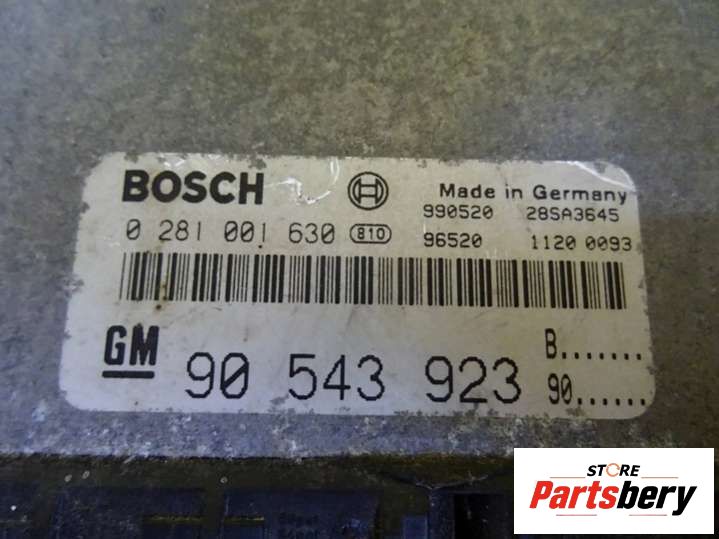 BOSCH
Made in Germany
990520 28SA3645
0 281 001 630 810
96520 1120 0093
GM 90 543 923
B.......
90......
STORE
Partsbery